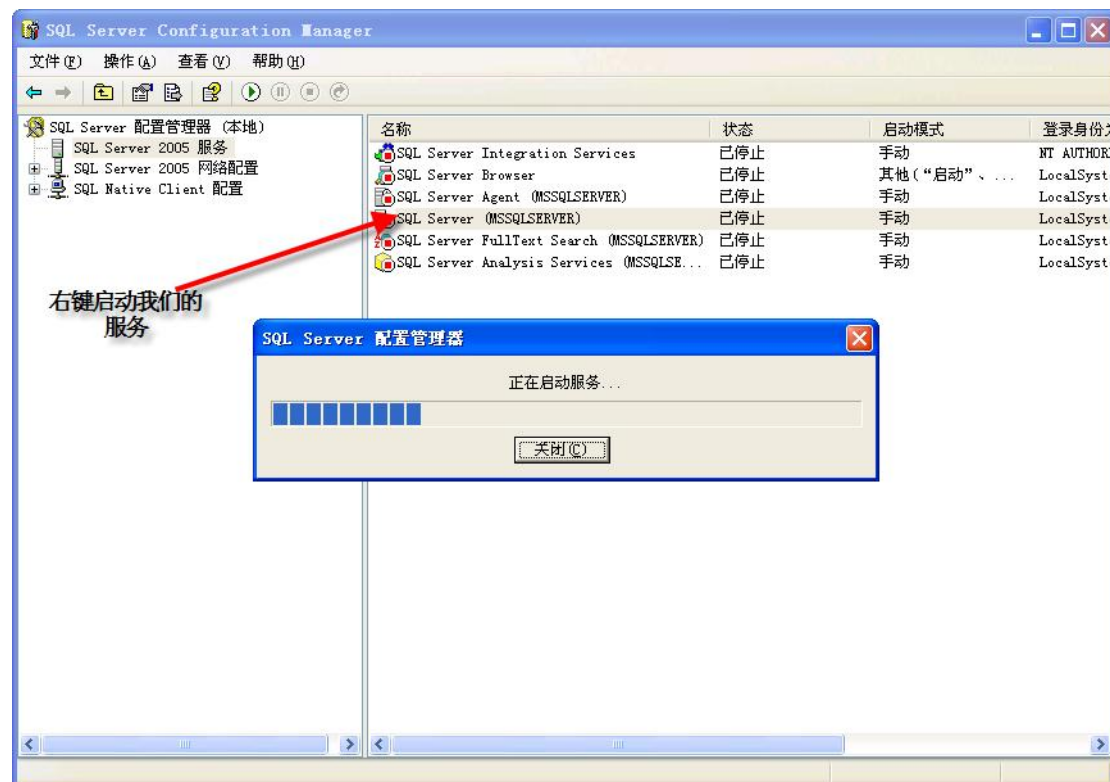 SQL Server Configuration Manager
文件(F) 操作(A) 查看(V) 帮助(H)
SQL Server 配置管理器 (本地)
SQL Server 2005 服务
SQL Server 2005 网络配置
SQL Native Client 配置
名称 状态 启动模式 登录身份为
SQL Server Integration Services 已停止 手动 NT AUTHOR
SQL Server Browser 已停止 其他(“启动”、... LocalSyst
SQL Server Agent (MSSQLSERVER) 已停止 手动 LocalSyst
SQL Server (MSSQLSERVER) 已停止 手动 LocalSyst
SQL Server FullText Search (MSSQLSERVER) 已停止 手动 LocalSyst
SQL Server Analysis Services (MSSQLSE... 已停止 手动 LocalSyst
右键启动我们的
服务
SQL Server 配置管理器
正在启动服务...
关闭(C)